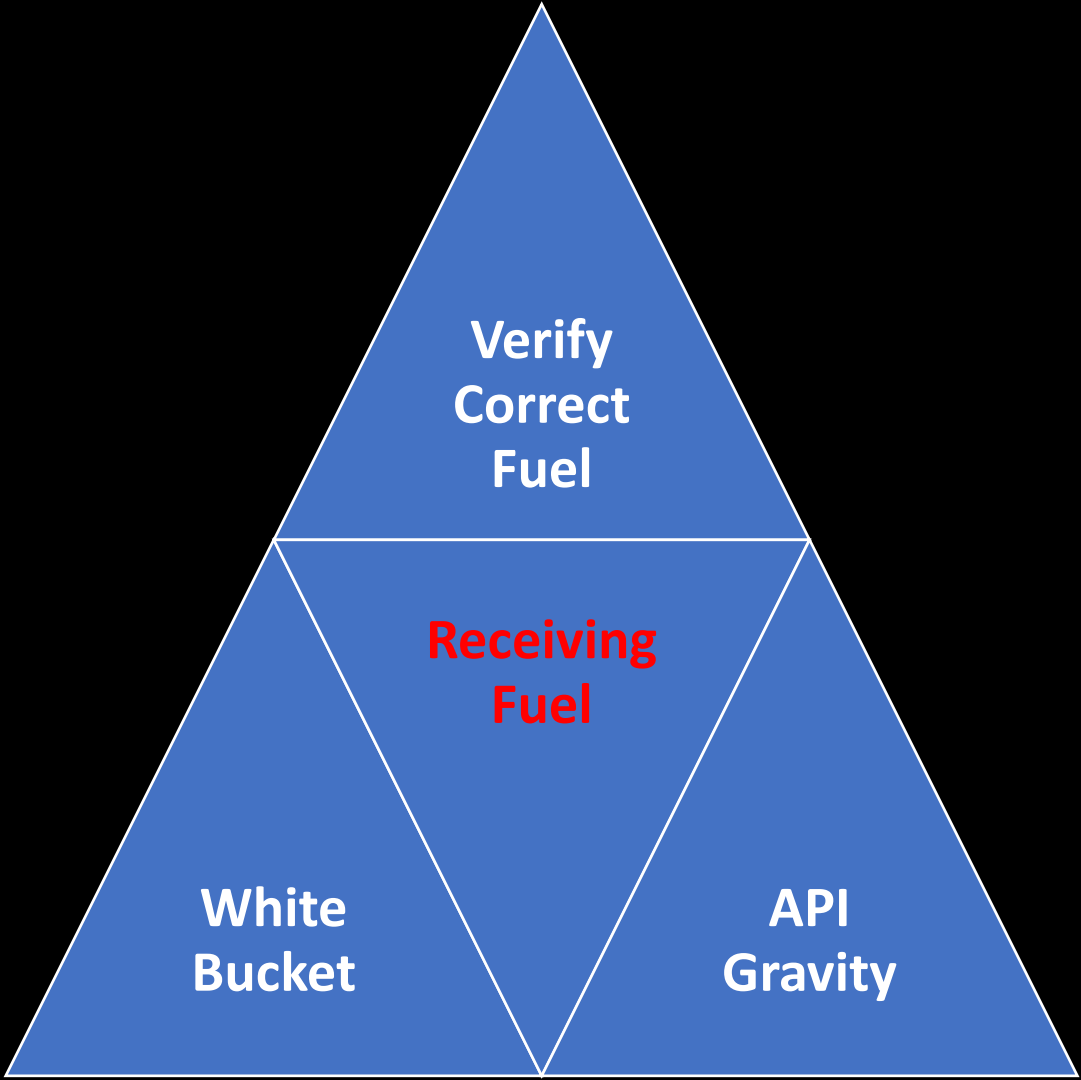 Verify
Correct
Fuel
Receiving
Fuel
White
Bucket
API
Gravity